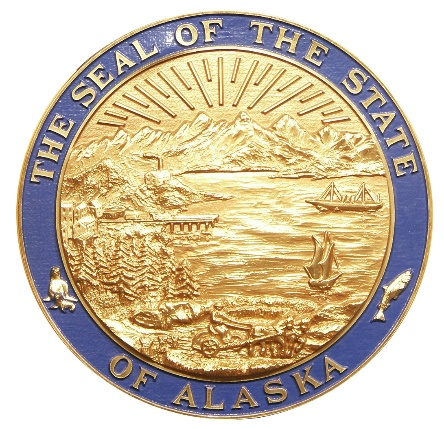 THE SEAL OF THE STATE
OF ALASKA